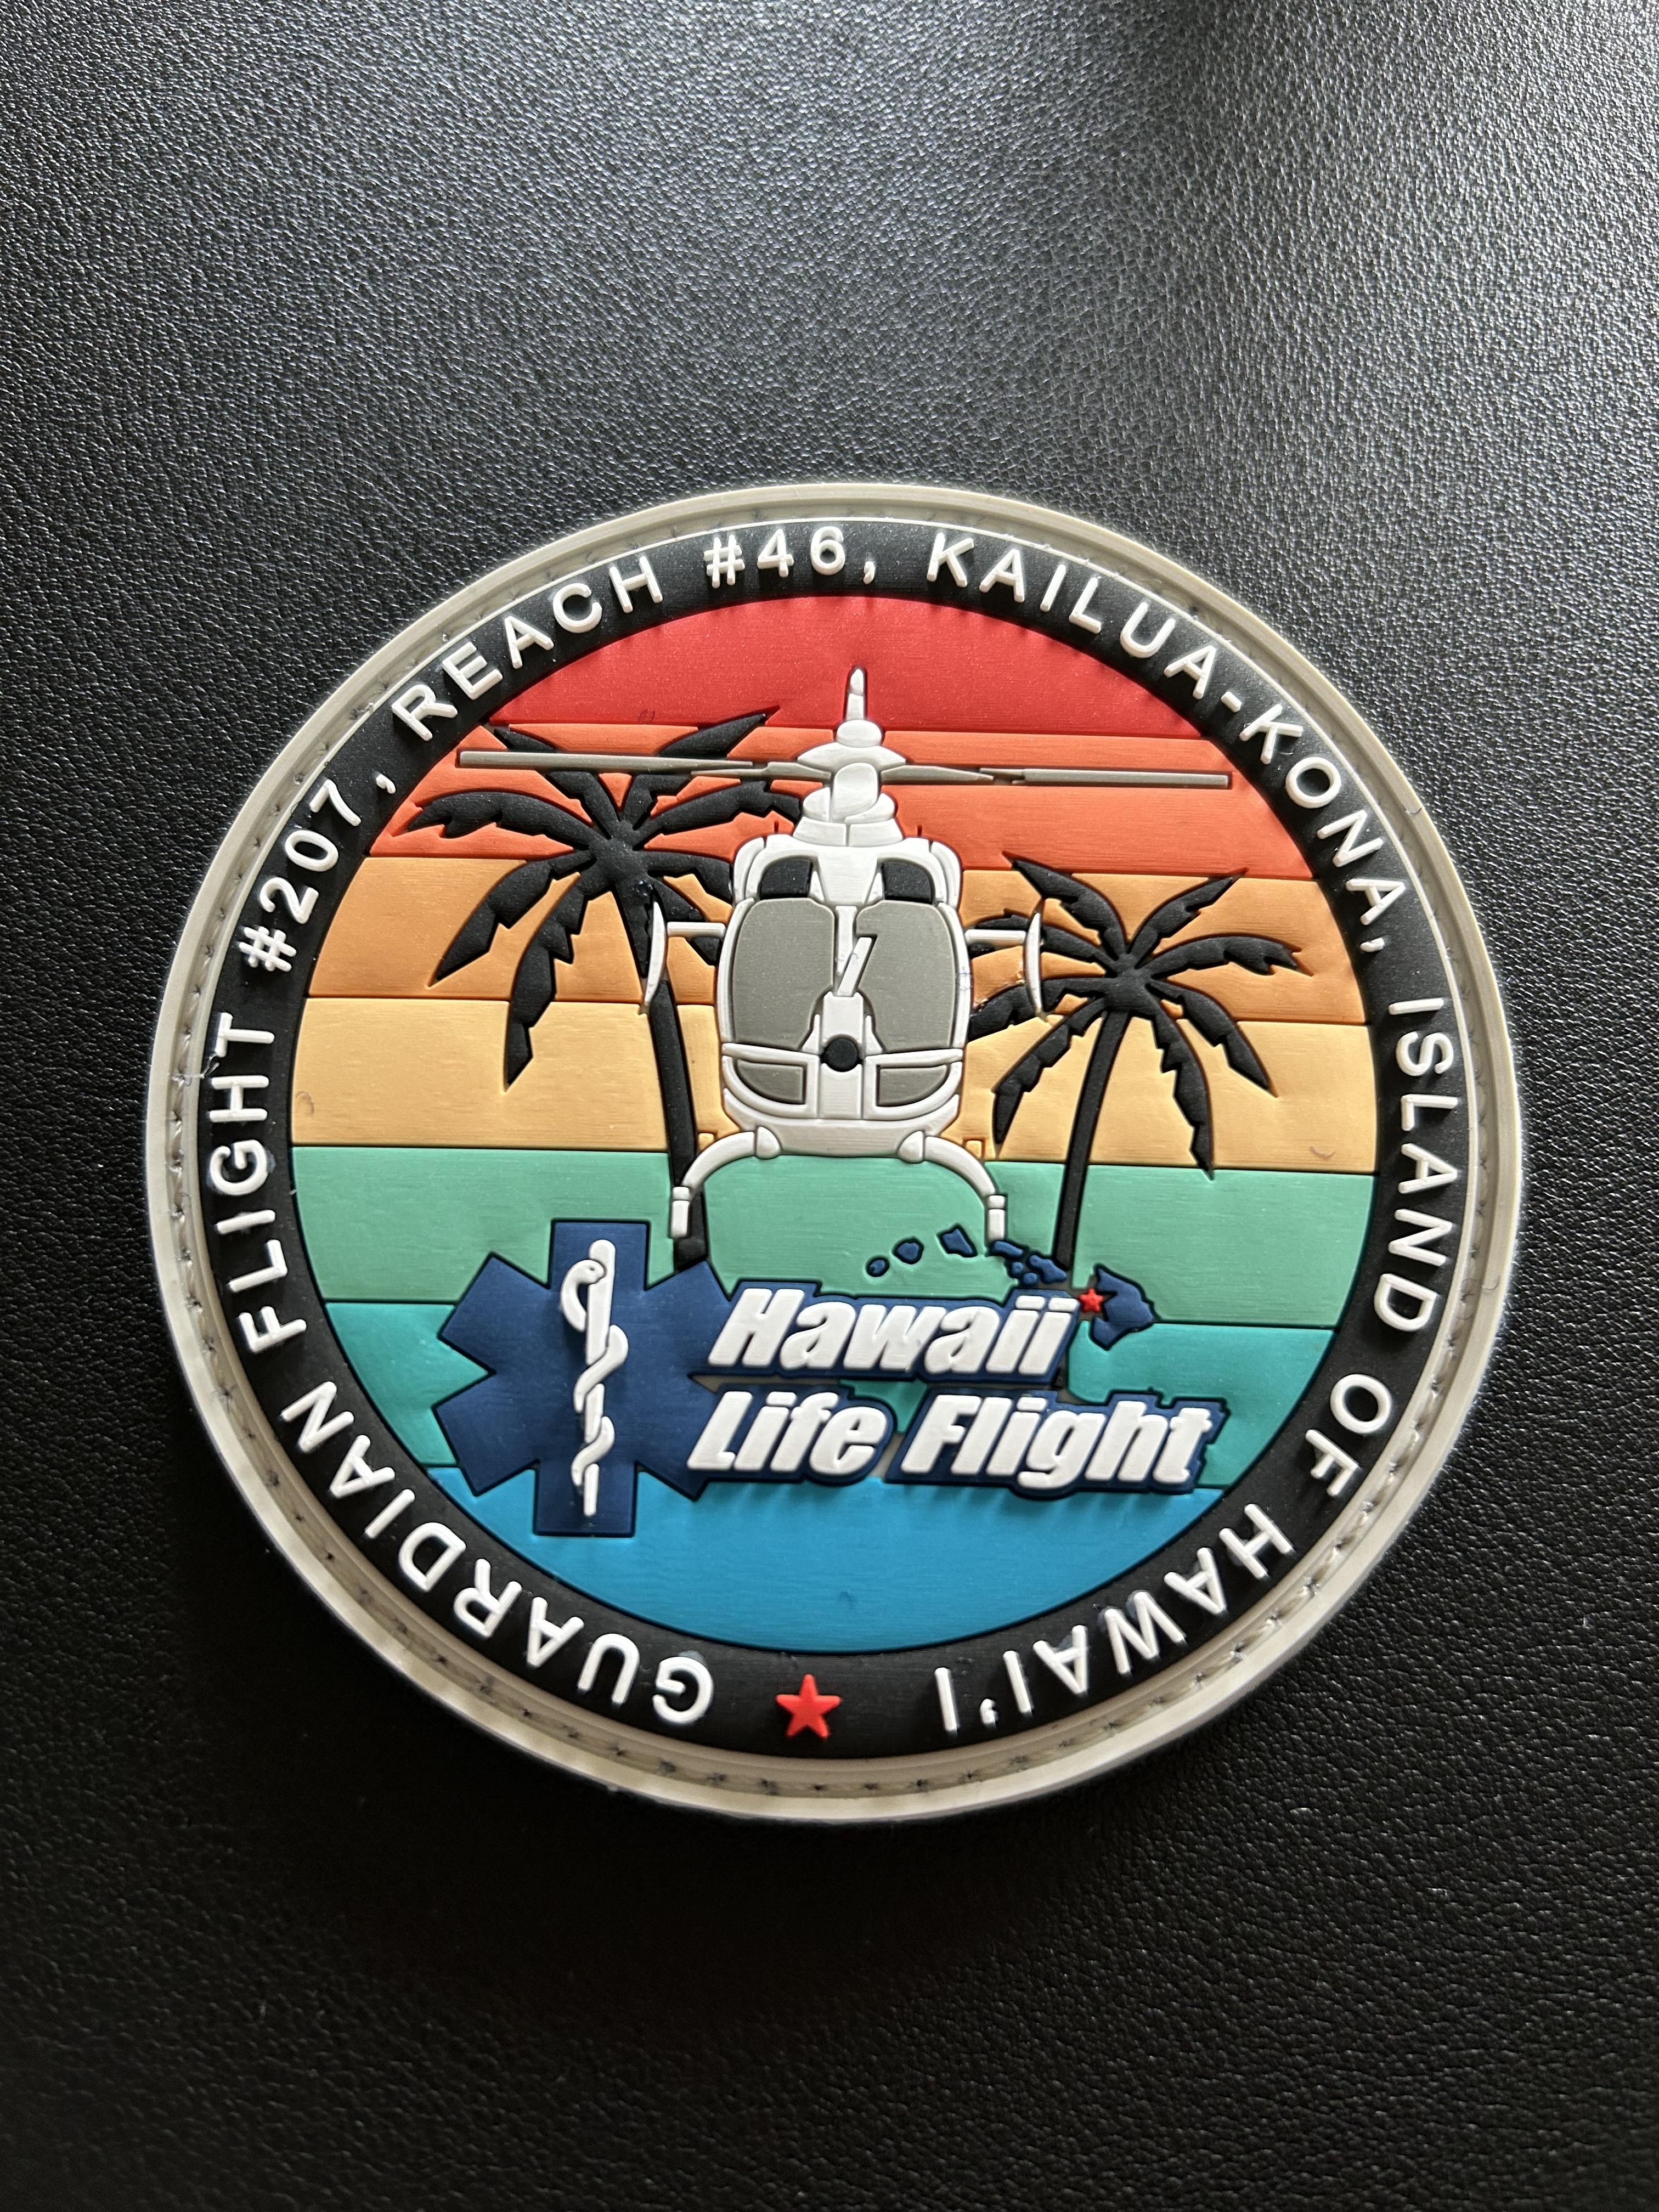 GUARDIAN FLIGHT #207, REACH #46, KAILUA-KONA, ISLAND OF HAWAI'I
Hawaii
Life Flight